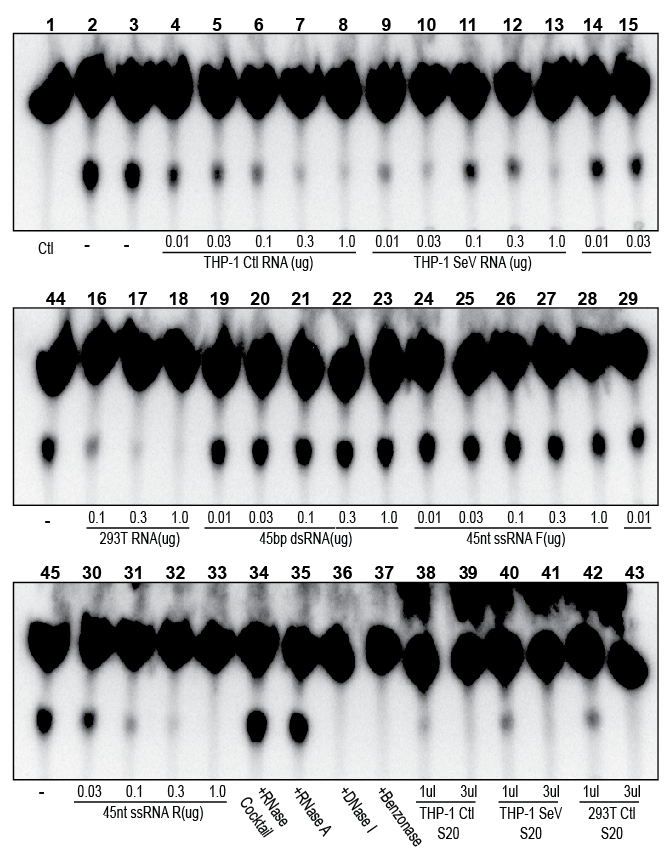 1 2 3 4 5 6 7 8 9 10 11 12 13 14 15
Ctl - - 0.01 0.03 0.1 0.3 1.0 0.01 0.03 0.1 0.3 1.0 0.01 0.03
THP-1 Ctl RNA (ug) THP-1 SeV RNA (ug)
44 16 17 18 19 20 21 22 23 24 25 26 27 28 29
- 0.1 0.3 1.0 0.01 0.03 0.1 0.3 1.0 0.01 0.03 0.1 0.3 1.0 0.01
293T RNA(ug) 45bp dsRNA(ug) 45nt ssRNA F(ug)
45 30 31 32 33 34 35 36 37 38 39 40 41 42 43
- 0.03 0.1 0.3 1.0 +RNase Cocktail +RNase A +DNase I +Benzonase 1ul 3ul 1ul 3ul 1ul 3ul
45nt ssRNA R(ug) THP-1 Ctl THP-1 SeV 293T Ctl
S20 S20 S20